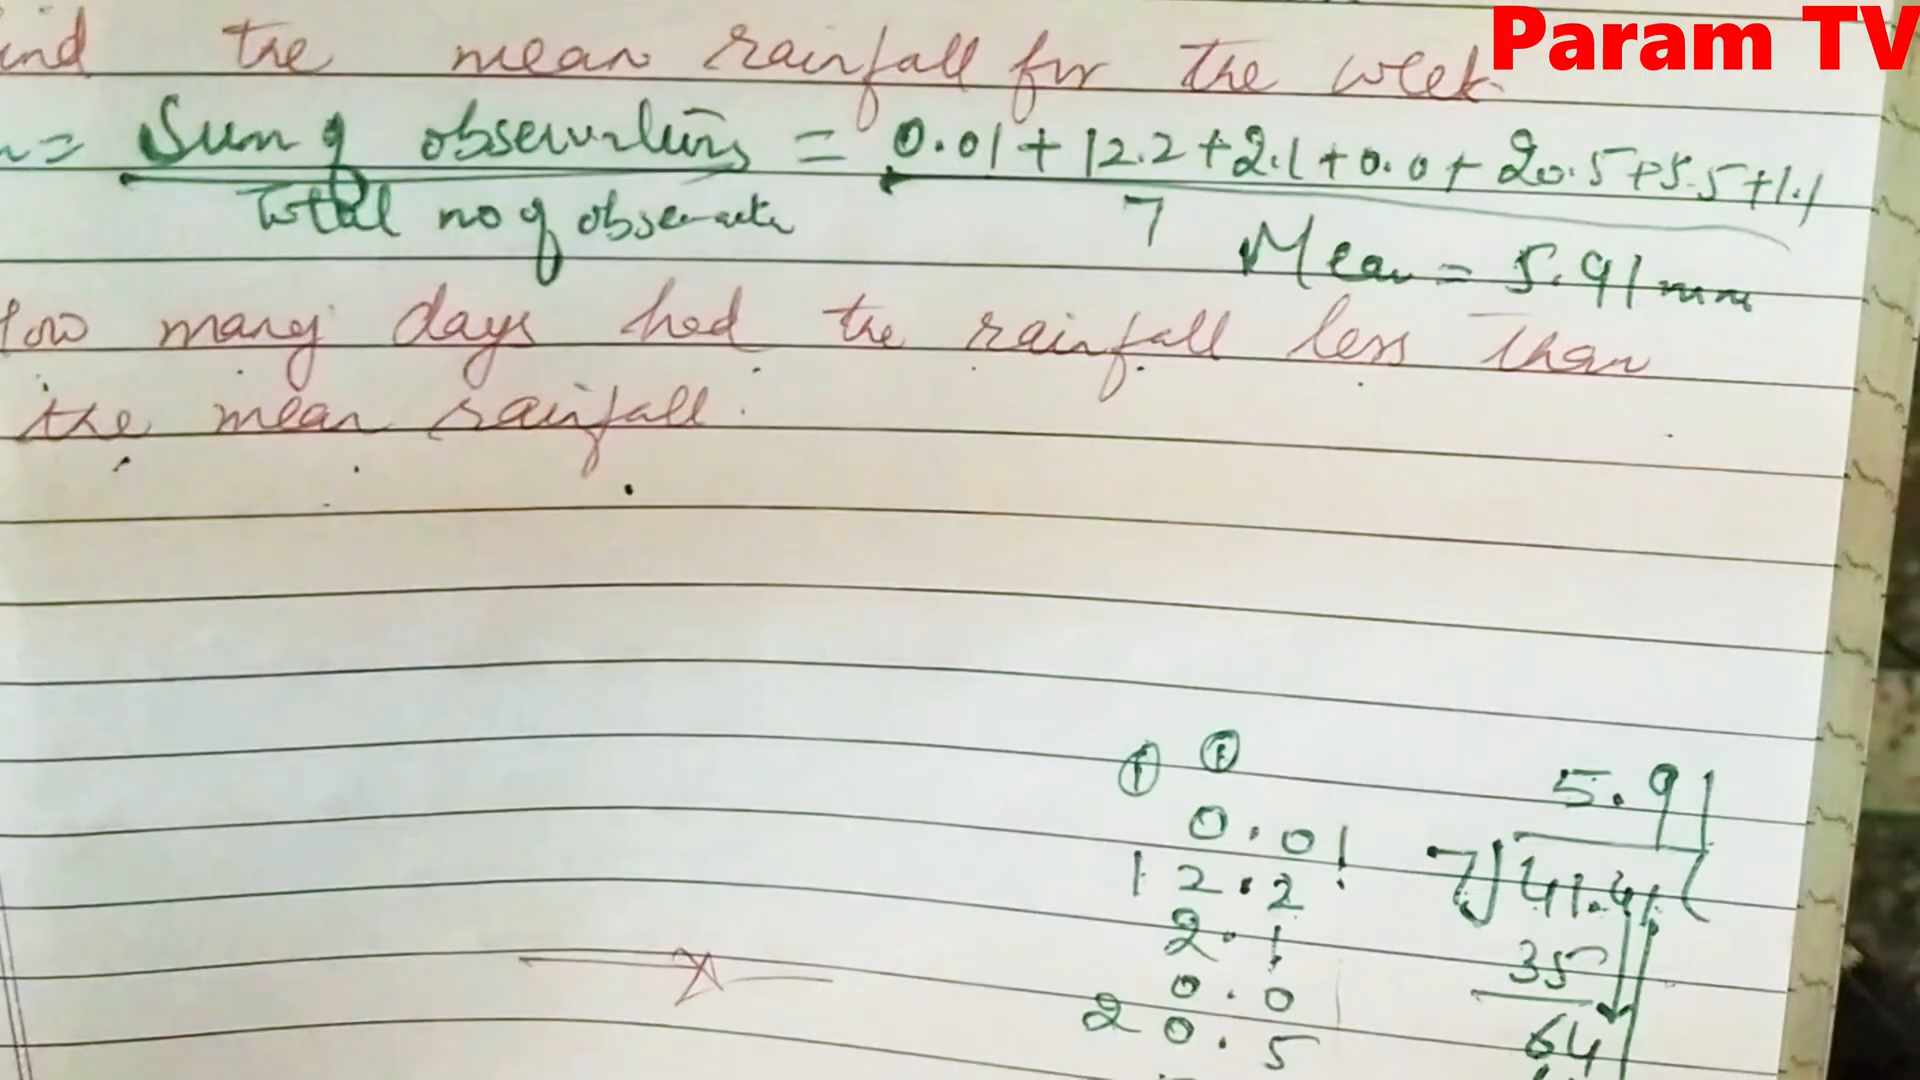 ind the mean rainfall for the week.
Param TV
n = Sum of observations = 0.01 + 12.2 + 2.1 + 0.0 + 20.5 + 5.5 + 1.1
Total no of 7
Mean = 5.91 mm
How many days had the rainfall less than
the mean rainfall.
5.91
0.01
7 41.41
12.2
2.1
35
0.0
20.5
64